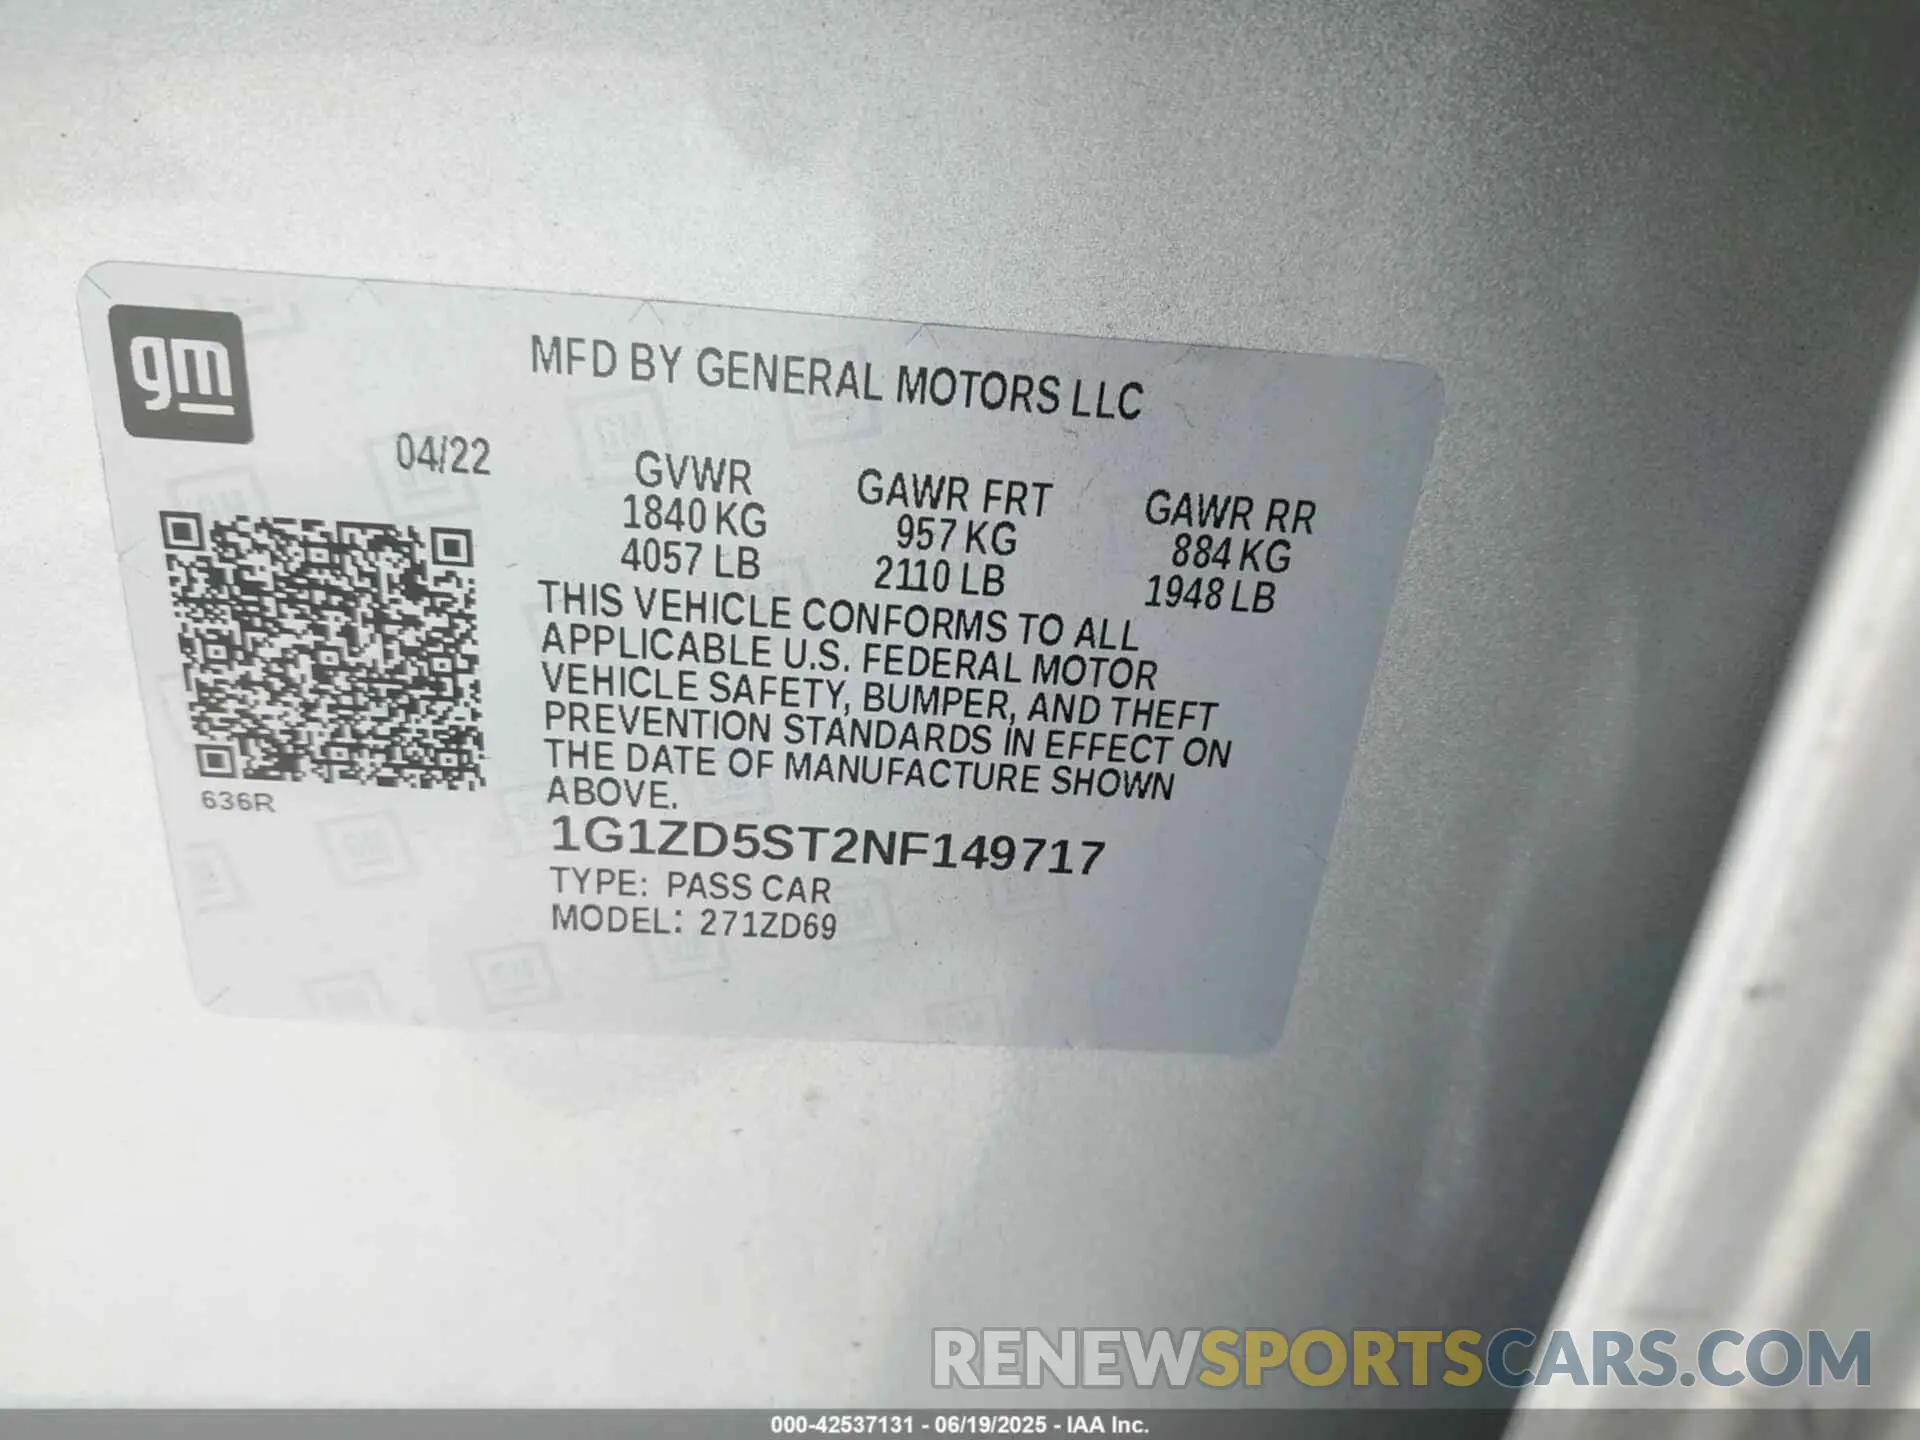 gm
MFD BY GENERAL MOTORS LLC
04/22
GVWR
1840 KG
4057 LB
GAWR FRT
957 KG
2110 LB
GAWR RR
884 KG
1948 LB
THIS VEHICLE CONFORMS TO ALL
APPLICABLE U.S. FEDERAL MOTOR
VEHICLE SAFETY, BUMPER, AND THEFT
PREVENTION STANDARDS IN EFFECT ON
THE DATE OF MANUFACTURE SHOWN
ABOVE.
636R
1G1ZD5ST2NF149717
TYPE: PASS CAR
MODEL: 271ZD69
RENEWSPORTSCARS.COM
000-42537131 - 06/19/2025 - IAA Inc.